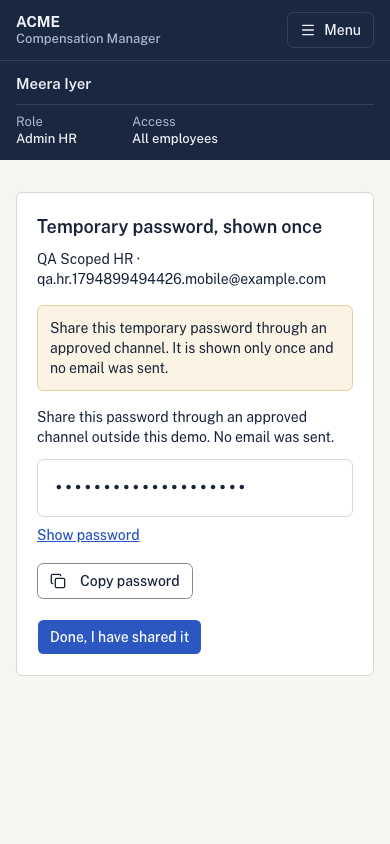 ACME
Compensation Manager
Menu
Meera Iyer
Role
Admin HR
Access
All employees
Temporary password, shown once
QA Scoped HR ·
qa.hr.1794899494426.mobile@example.com
Share this temporary password through an
approved channel. It is shown only once and
no email was sent.
Share this password through an approved
channel outside this demo. No email was sent.
••••••••••••••••••••
Show password
Copy password
Done, I have shared it